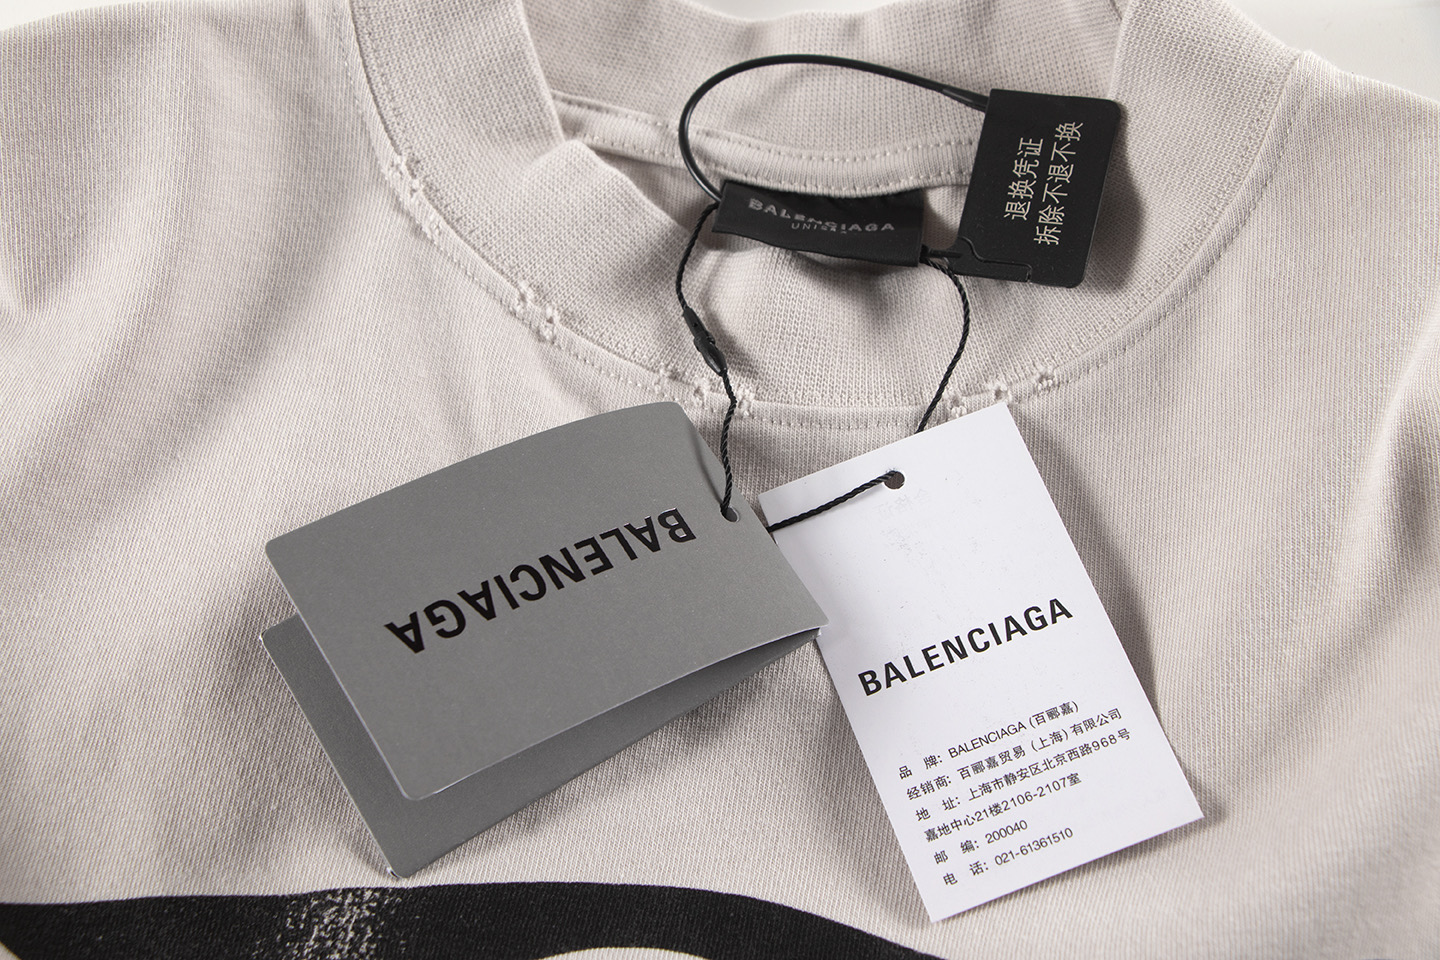 退换凭证
拆除不退不换
BALENCIAGA
UNISEX
BALENCIAGA
BALENCIAGA
品 牌: BALENCIAGA (百郦嘉)
经销商: 百郦嘉贸易 (上海) 有限公司
地 址: 上海市静安区北京西路968号
嘉地中心21楼2106-2107室
邮 编: 200040
电 话: 021-61361510